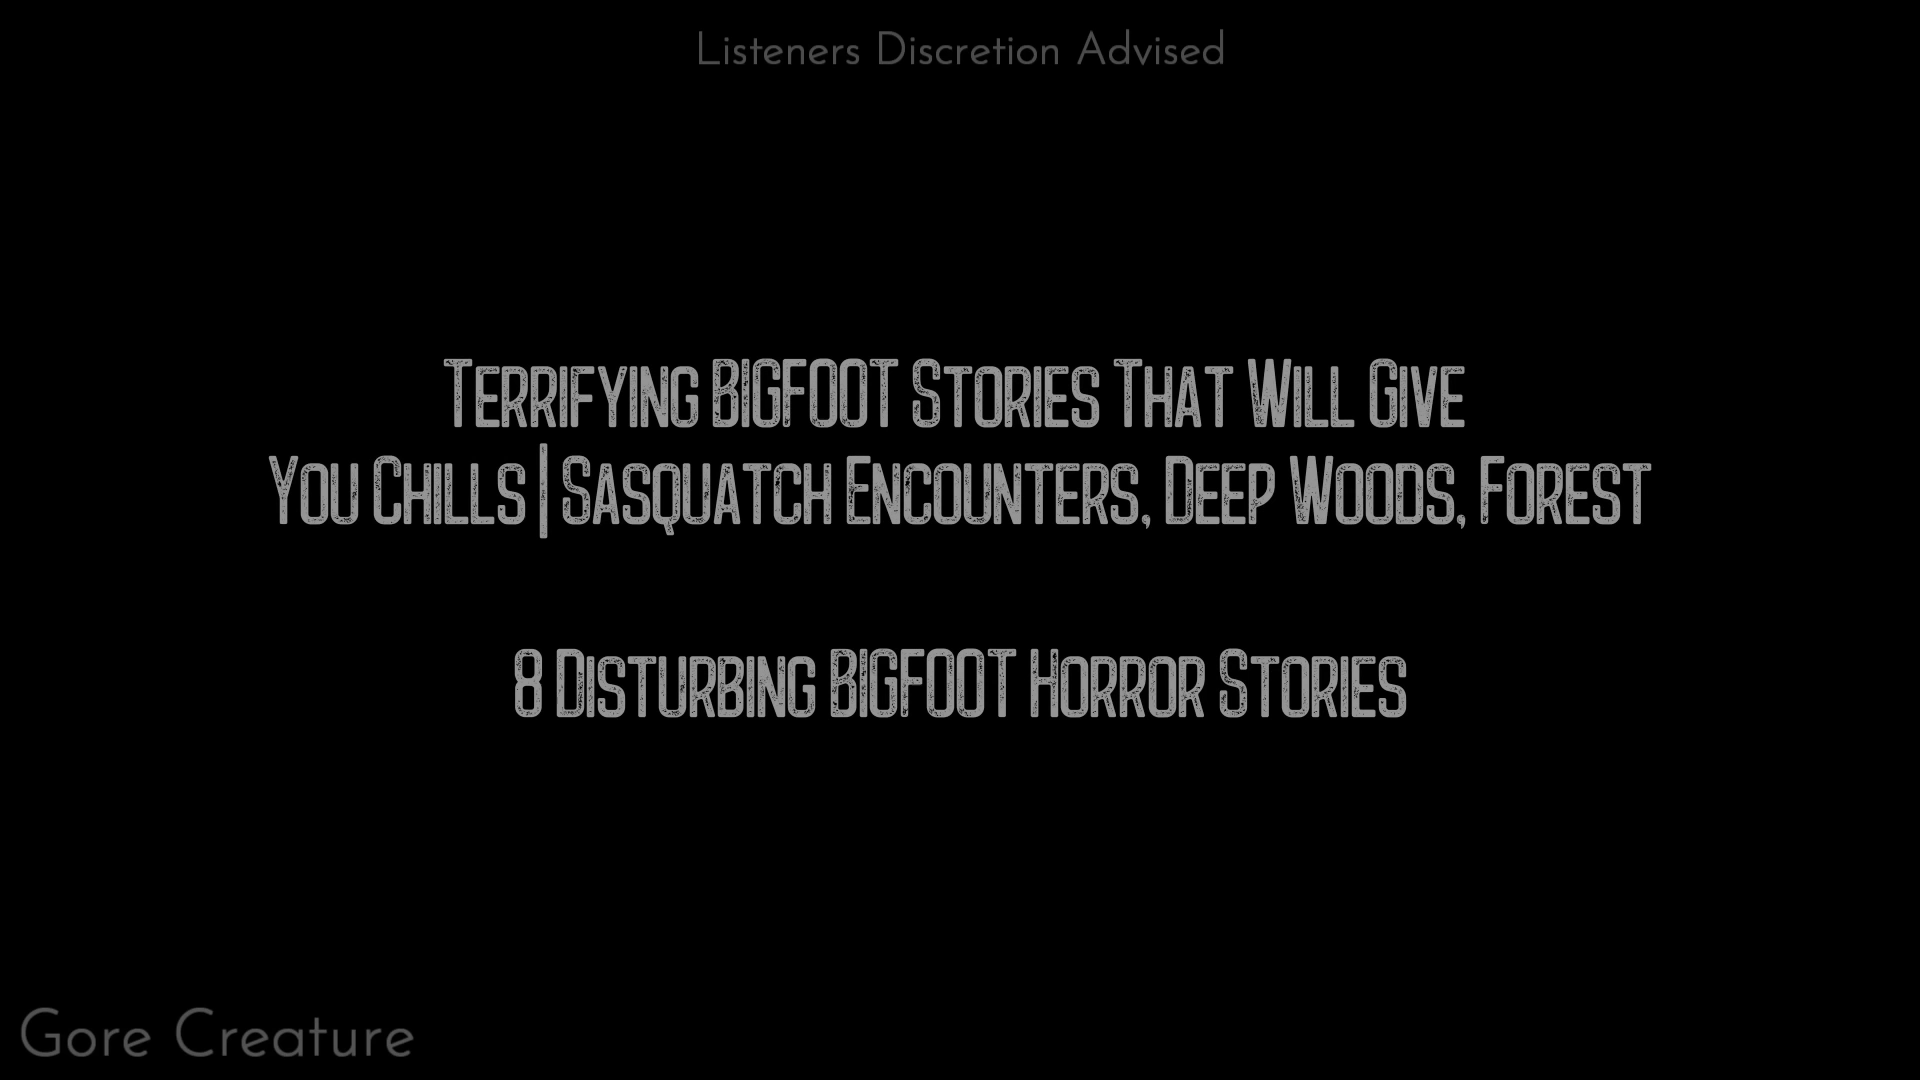 Listeners Discretion Advised
Terrifying BIGFOOT Stories That Will Give
You Chills | Sasquatch Encounters, Deep Woods, Forest
8 Disturbing BIGFOOT Horror Stories
Gore Creature